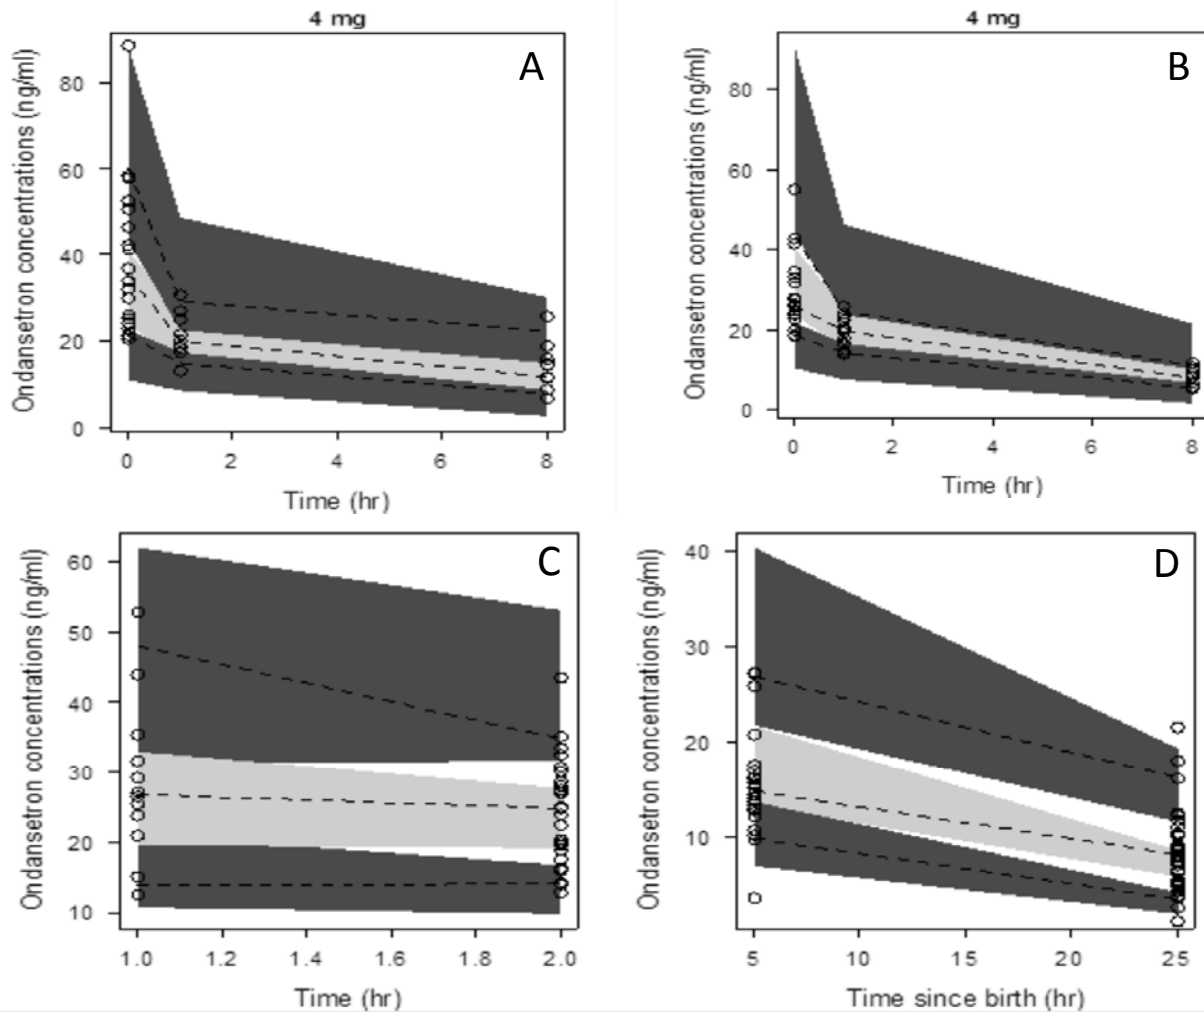 4 mg
A
Ondansetron concentrations (ng/ml)
80
60
40
20
0
0 2 4 6 8
Time (hr)
4 mg
B
Ondansetron concentrations (ng/ml)
80
60
40
20
0
0 2 4 6 8
Time (hr)
C
Ondansetron concentrations (ng/ml)
60
50
40
30
20
10
1.0 1.2 1.4 1.6 1.8 2.0
Time (hr)
D
Ondansetron concentrations (ng/ml)
40
30
20
10
5 10 15 20 25
Time since birth (hr)